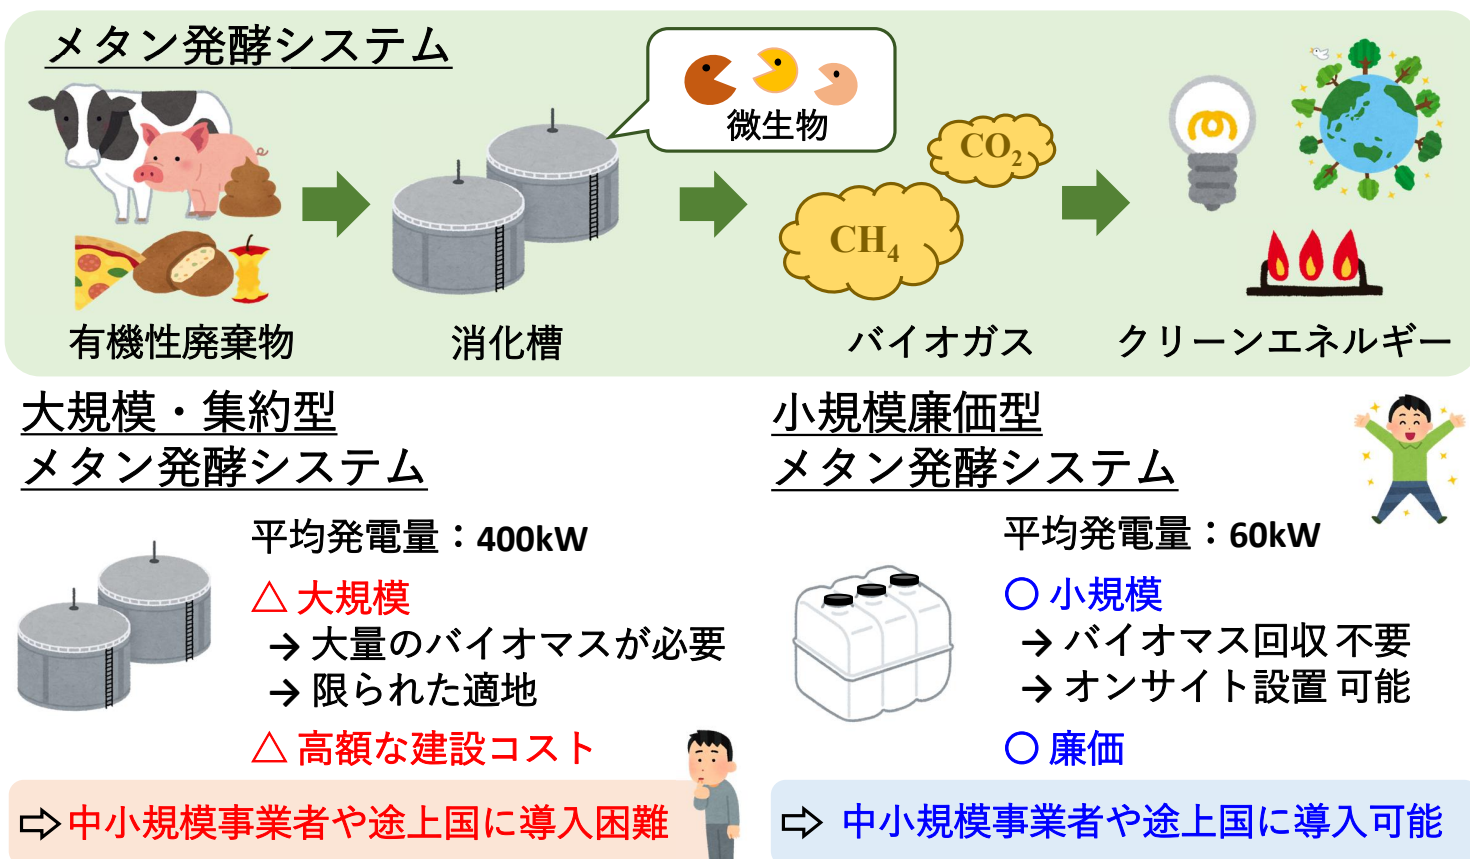 メタン発酵システム
微生物
CO₂
CH₄
有機性廃棄物
消化槽
バイオガス
クリーンエネルギー
大規模・集約型
メタン発酵システム
平均発電量：400kW
△ 大規模
→ 大量のバイオマスが必要
→ 限られた適地
△ 高額な建設コスト
⇨ 中小規模事業者や途上国に導入困難
小規模廉価型
メタン発酵システム
平均発電量：60kW
〇 小規模
→ バイオマス回収 不要
→ オンサイト設置 可能
〇 廉価
⇨ 中小規模事業者や途上国に導入可能